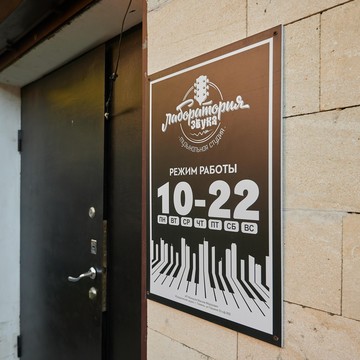 Лаборатория
ЗВУКА
музыкальная студия
РЕЖИМ РАБОТЫ
10-22
ПН ВТ СР ЧТ ПТ СБ ВС